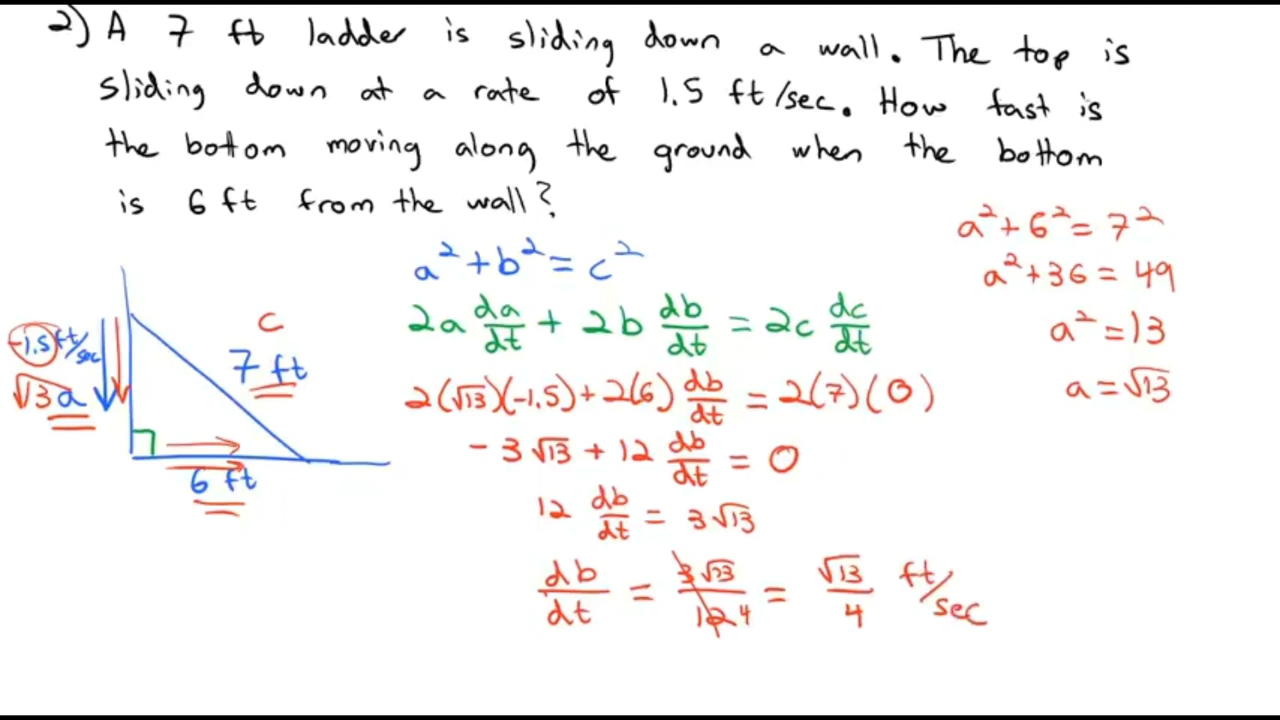 2) A 7 ft ladder is sliding down a wall. The top is
sliding down at a rate of 1.5 ft/sec. How fast is
the bottom moving along the ground when the bottom
is 6 ft from the wall?
-1.5 ft/sec
√13 a
c
7 ft
6 ft
a² + b² = c²
2a da/dt + 2b db/dt = 2c dc/dt
2(√13)(-1.5) + 2(6) db/dt = 2(7)(0)
-3√13 + 12 db/dt = 0
12 db/dt = 3√13
db/dt = 3√13/12 4 = √13/4 ft/sec
a² + 6² = 7²
a² + 36 = 49
a² = 13
a = √13